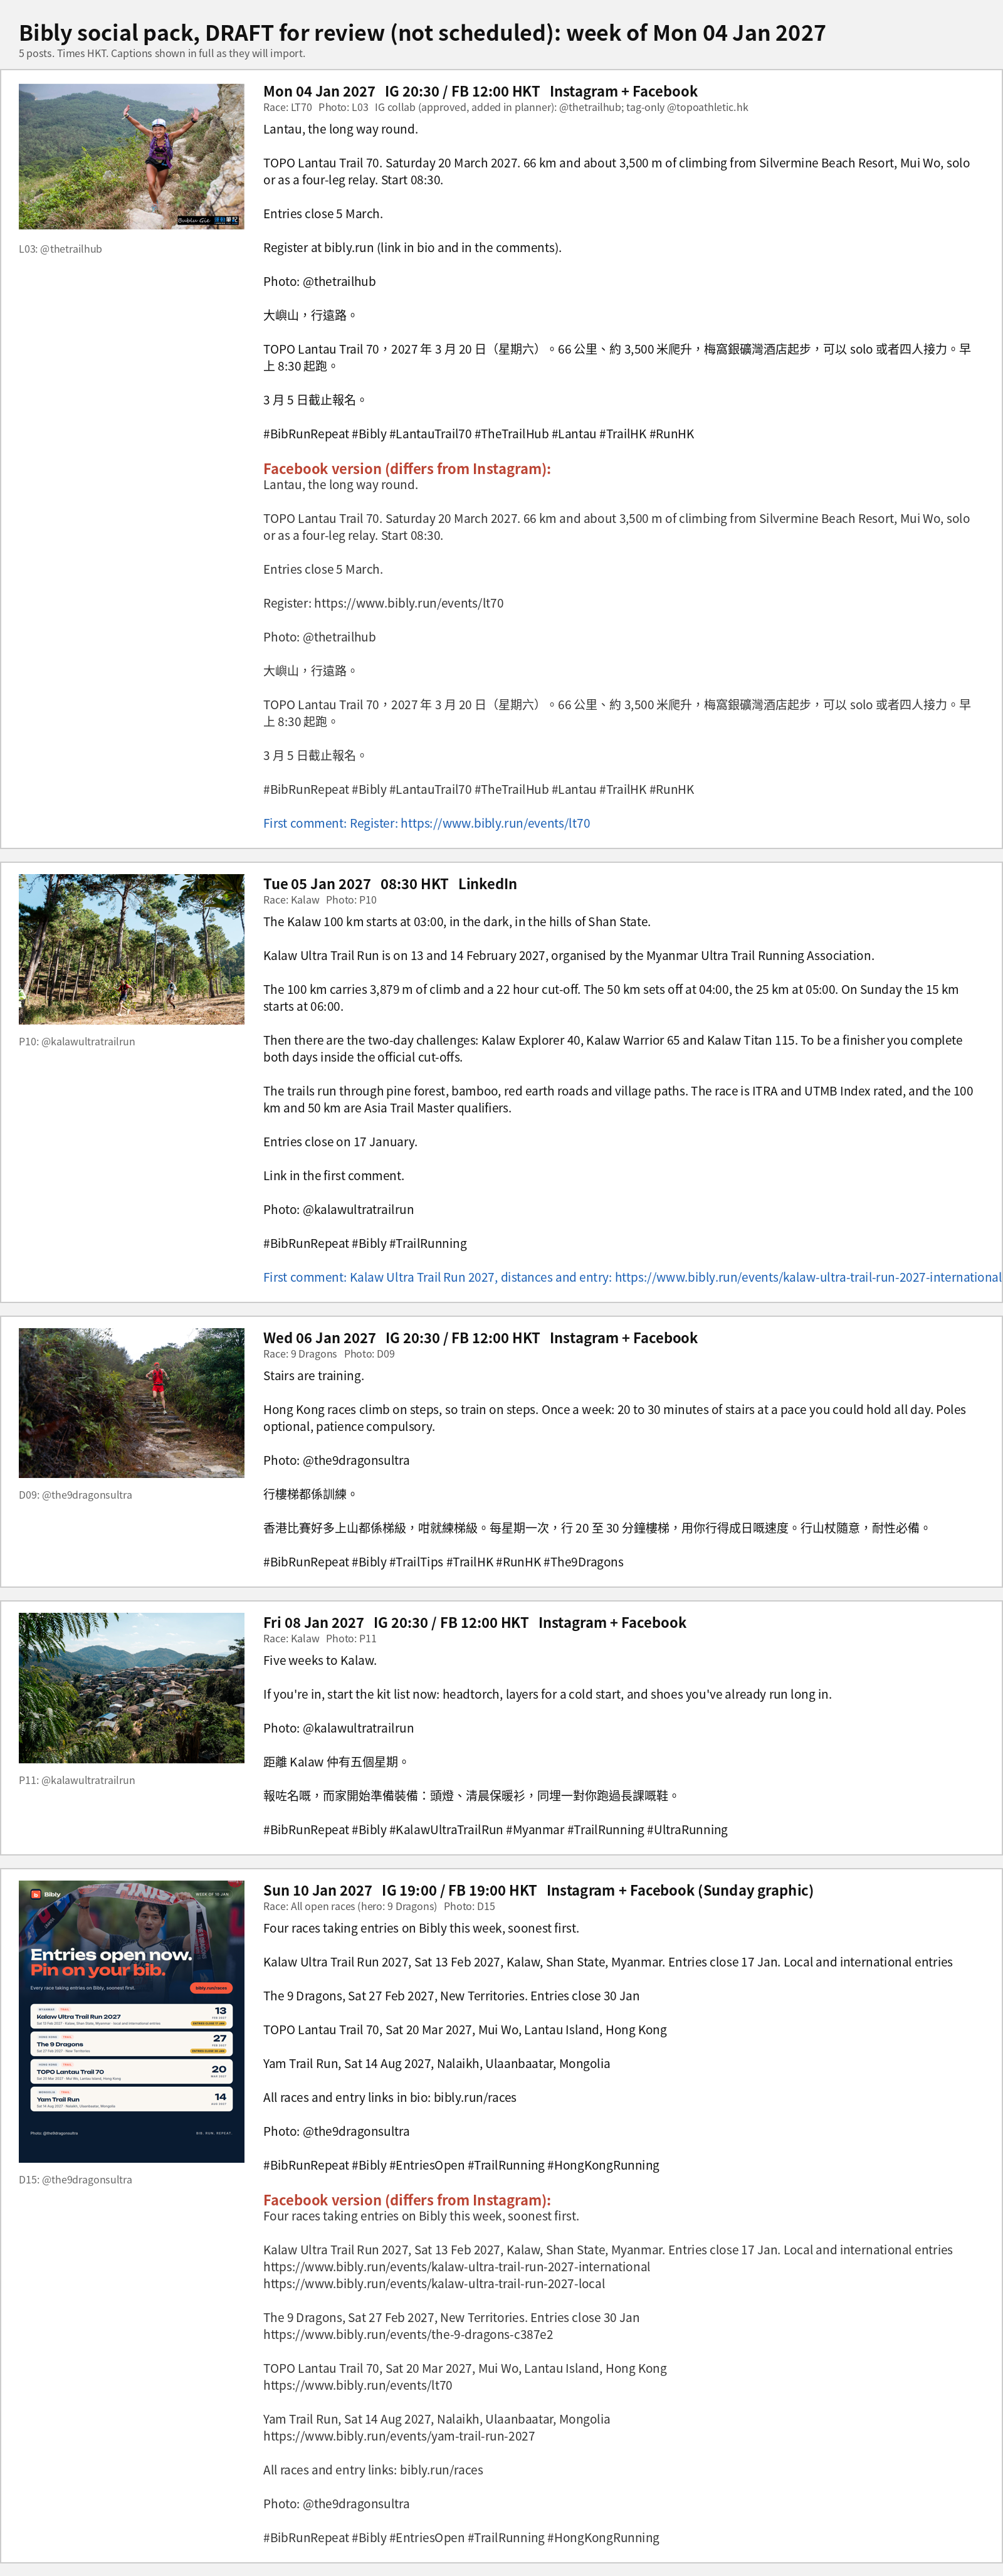 Bibly social pack, DRAFT for review (not scheduled): week of Mon 04 Jan 2027
5 posts. Times HKT. Captions shown in full as they will import.
Mon 04 Jan 2027 IG 20:30 / FB 12:00 HKT Instagram + Facebook
Race: LT70 Photo: L03 IG collab (approved, added in planner): @thetrailhub; tag-only @topoathletic.hk
L03: @thetrailhub
Lantau, the long way round.
TOPO Lantau Trail 70. Saturday 20 March 2027. 66 km and about 3,500 m of climbing from Silvermine Beach Resort, Mui Wo, solo
or as a four-leg relay. Start 08:30.
Entries close 5 March.
Register at bibly.run (link in bio and in the comments).
Photo: @thetrailhub
大嶼山，行遠路。
TOPO Lantau Trail 70，2027 年 3 月 20 日（星期六）。66 公里、約 3,500 米爬升，梅窩銀礦灣酒店起步，可以 solo 或者四人接力。早
上 8:30 起跑。
3 月 5 日截止報名。
#BibRunRepeat #Bibly #LantauTrail70 #TheTrailHub #Lantau #TrailHK #RunHK
Facebook version (differs from Instagram):
Lantau, the long way round.
TOPO Lantau Trail 70. Saturday 20 March 2027. 66 km and about 3,500 m of climbing from Silvermine Beach Resort, Mui Wo, solo
or as a four-leg relay. Start 08:30.
Entries close 5 March.
Register: https://www.bibly.run/events/lt70
Photo: @thetrailhub
大嶼山，行遠路。
TOPO Lantau Trail 70，2027 年 3 月 20 日（星期六）。66 公里、約 3,500 米爬升，梅窩銀礦灣酒店起步，可以 solo 或者四人接力。早
上 8:30 起跑。
3 月 5 日截止報名。
#BibRunRepeat #Bibly #LantauTrail70 #TheTrailHub #Lantau #TrailHK #RunHK
First comment: Register: https://www.bibly.run/events/lt70
Tue 05 Jan 2027 08:30 HKT LinkedIn
Race: Kalaw Photo: P10
P10: @kalawultratrailrun
The Kalaw 100 km starts at 03:00, in the dark, in the hills of Shan State.
Kalaw Ultra Trail Run is on 13 and 14 February 2027, organised by the Myanmar Ultra Trail Running Association.
The 100 km carries 3,879 m of climb and a 22 hour cut-off. The 50 km sets off at 04:00, the 25 km at 05:00. On Sunday the 15 km
starts at 06:00.
Then there are the two-day challenges: Kalaw Explorer 40, Kalaw Warrior 65 and Kalaw Titan 115. To be a finisher you complete
both days inside the official cut-offs.
The trails run through pine forest, bamboo, red earth roads and village paths. The race is ITRA and UTMB Index rated, and the 100
km and 50 km are Asia Trail Master qualifiers.
Entries close on 17 January.
Link in the first comment.
Photo: @kalawultratrailrun
#BibRunRepeat #Bibly #TrailRunning
First comment: Kalaw Ultra Trail Run 2027, distances and entry: https://www.bibly.run/events/kalaw-ultra-trail-run-2027-international
Wed 06 Jan 2027 IG 20:30 / FB 12:00 HKT Instagram + Facebook
Race: 9 Dragons Photo: D09
D09: @the9dragonsultra
Stairs are training.
Hong Kong races climb on steps, so train on steps. Once a week: 20 to 30 minutes of stairs at a pace you could hold all day. Poles
optional, patience compulsory.
Photo: @the9dragonsultra
行樓梯都係訓練。
香港比賽好多上山都係梯級，咁就練梯級。每星期一次，行 20 至 30 分鐘樓梯，用你行得成日嘅速度。行山杖隨意，耐性必備。
#BibRunRepeat #Bibly #TrailTips #TrailHK #RunHK #The9Dragons
Fri 08 Jan 2027 IG 20:30 / FB 12:00 HKT Instagram + Facebook
Race: Kalaw Photo: P11
P11: @kalawultratrailrun
Five weeks to Kalaw.
If you're in, start the kit list now: headtorch, layers for a cold start, and shoes you've already run long in.
Photo: @kalawultratrailrun
距離 Kalaw 仲有五個星期。
報咗名嘅，而家開始準備裝備：頭燈、清晨保暖衫，同埋一對你跑過長課嘅鞋。
#BibRunRepeat #Bibly #KalawUltraTrailRun #Myanmar #TrailRunning #UltraRunning
Sun 10 Jan 2027 IG 19:00 / FB 19:00 HKT Instagram + Facebook (Sunday graphic)
Race: All open races (hero: 9 Dragons) Photo: D15
Bibly
WEEK OF 10 JAN
Entries open now.
Pin on your bib.
Every race taking entries on Bibly, soonest first.
bibly.run/races
Kalaw Ultra Trail Run 2027
13
The 9 Dragons
27
TOPO Lantau Trail 70
20
Yam Trail Run
14
Photo: @the9dragonsultra
BIB. RUN. REPEAT.
D15: @the9dragonsultra
Four races taking entries on Bibly this week, soonest first.
Kalaw Ultra Trail Run 2027, Sat 13 Feb 2027, Kalaw, Shan State, Myanmar. Entries close 17 Jan. Local and international entries
The 9 Dragons, Sat 27 Feb 2027, New Territories. Entries close 30 Jan
TOPO Lantau Trail 70, Sat 20 Mar 2027, Mui Wo, Lantau Island, Hong Kong
Yam Trail Run, Sat 14 Aug 2027, Nalaikh, Ulaanbaatar, Mongolia
All races and entry links in bio: bibly.run/races
Photo: @the9dragonsultra
#BibRunRepeat #Bibly #EntriesOpen #TrailRunning #HongKongRunning
Facebook version (differs from Instagram):
Four races taking entries on Bibly this week, soonest first.
Kalaw Ultra Trail Run 2027, Sat 13 Feb 2027, Kalaw, Shan State, Myanmar. Entries close 17 Jan. Local and international entries
https://www.bibly.run/events/kalaw-ultra-trail-run-2027-international
https://www.bibly.run/events/kalaw-ultra-trail-run-2027-local
The 9 Dragons, Sat 27 Feb 2027, New Territories. Entries close 30 Jan
https://www.bibly.run/events/the-9-dragons-c387e2
TOPO Lantau Trail 70, Sat 20 Mar 2027, Mui Wo, Lantau Island, Hong Kong
https://www.bibly.run/events/lt70
Yam Trail Run, Sat 14 Aug 2027, Nalaikh, Ulaanbaatar, Mongolia
https://www.bibly.run/events/yam-trail-run-2027
All races and entry links: bibly.run/races
Photo: @the9dragonsultra
#BibRunRepeat #Bibly #EntriesOpen #TrailRunning #HongKongRunning